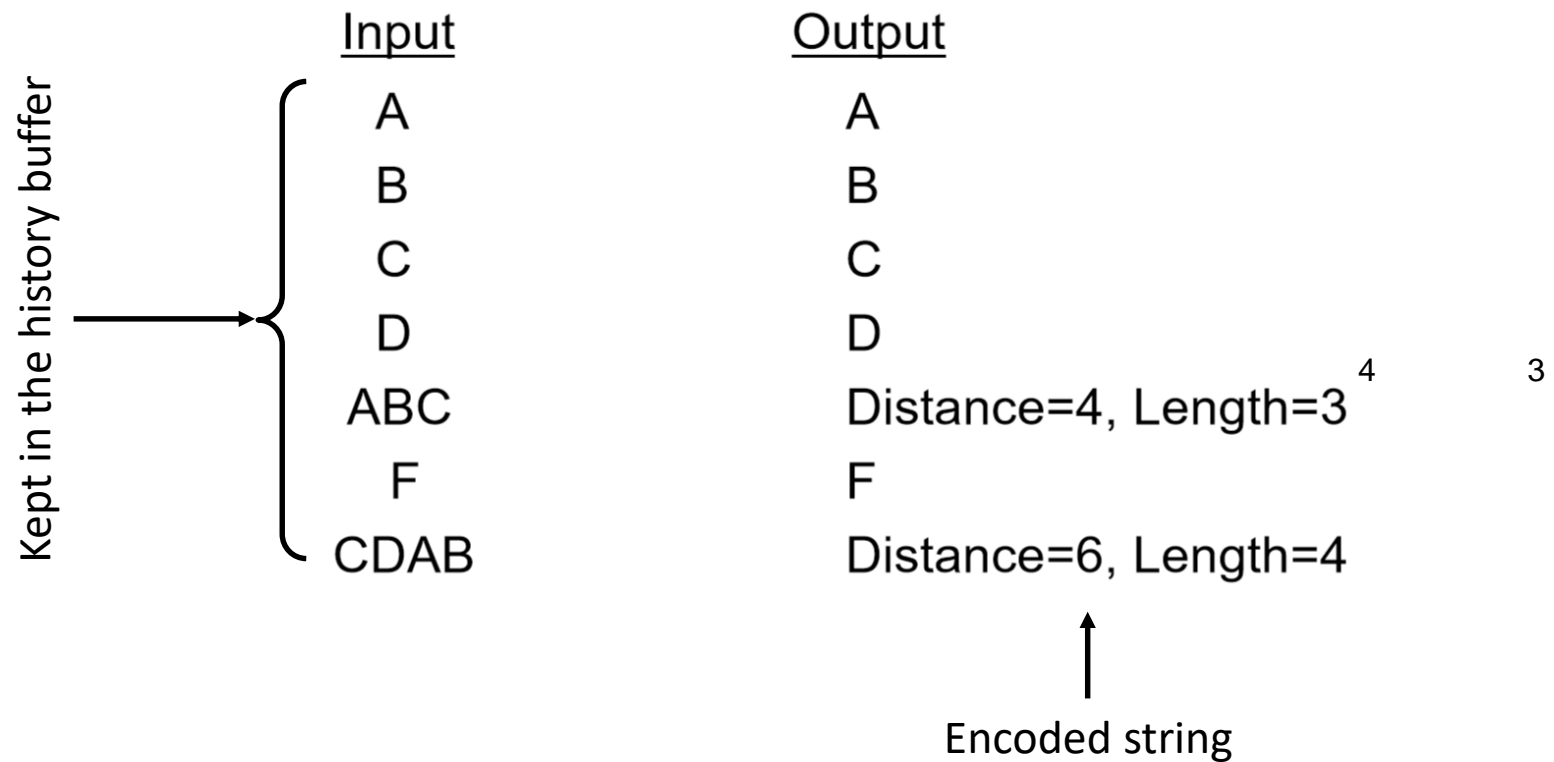 Input Output
Kept in the history buffer
A A
B B
C C
D D
4 3
ABC Distance=4, Length=3
F F
CDAB Distance=6, Length=4
Encoded string